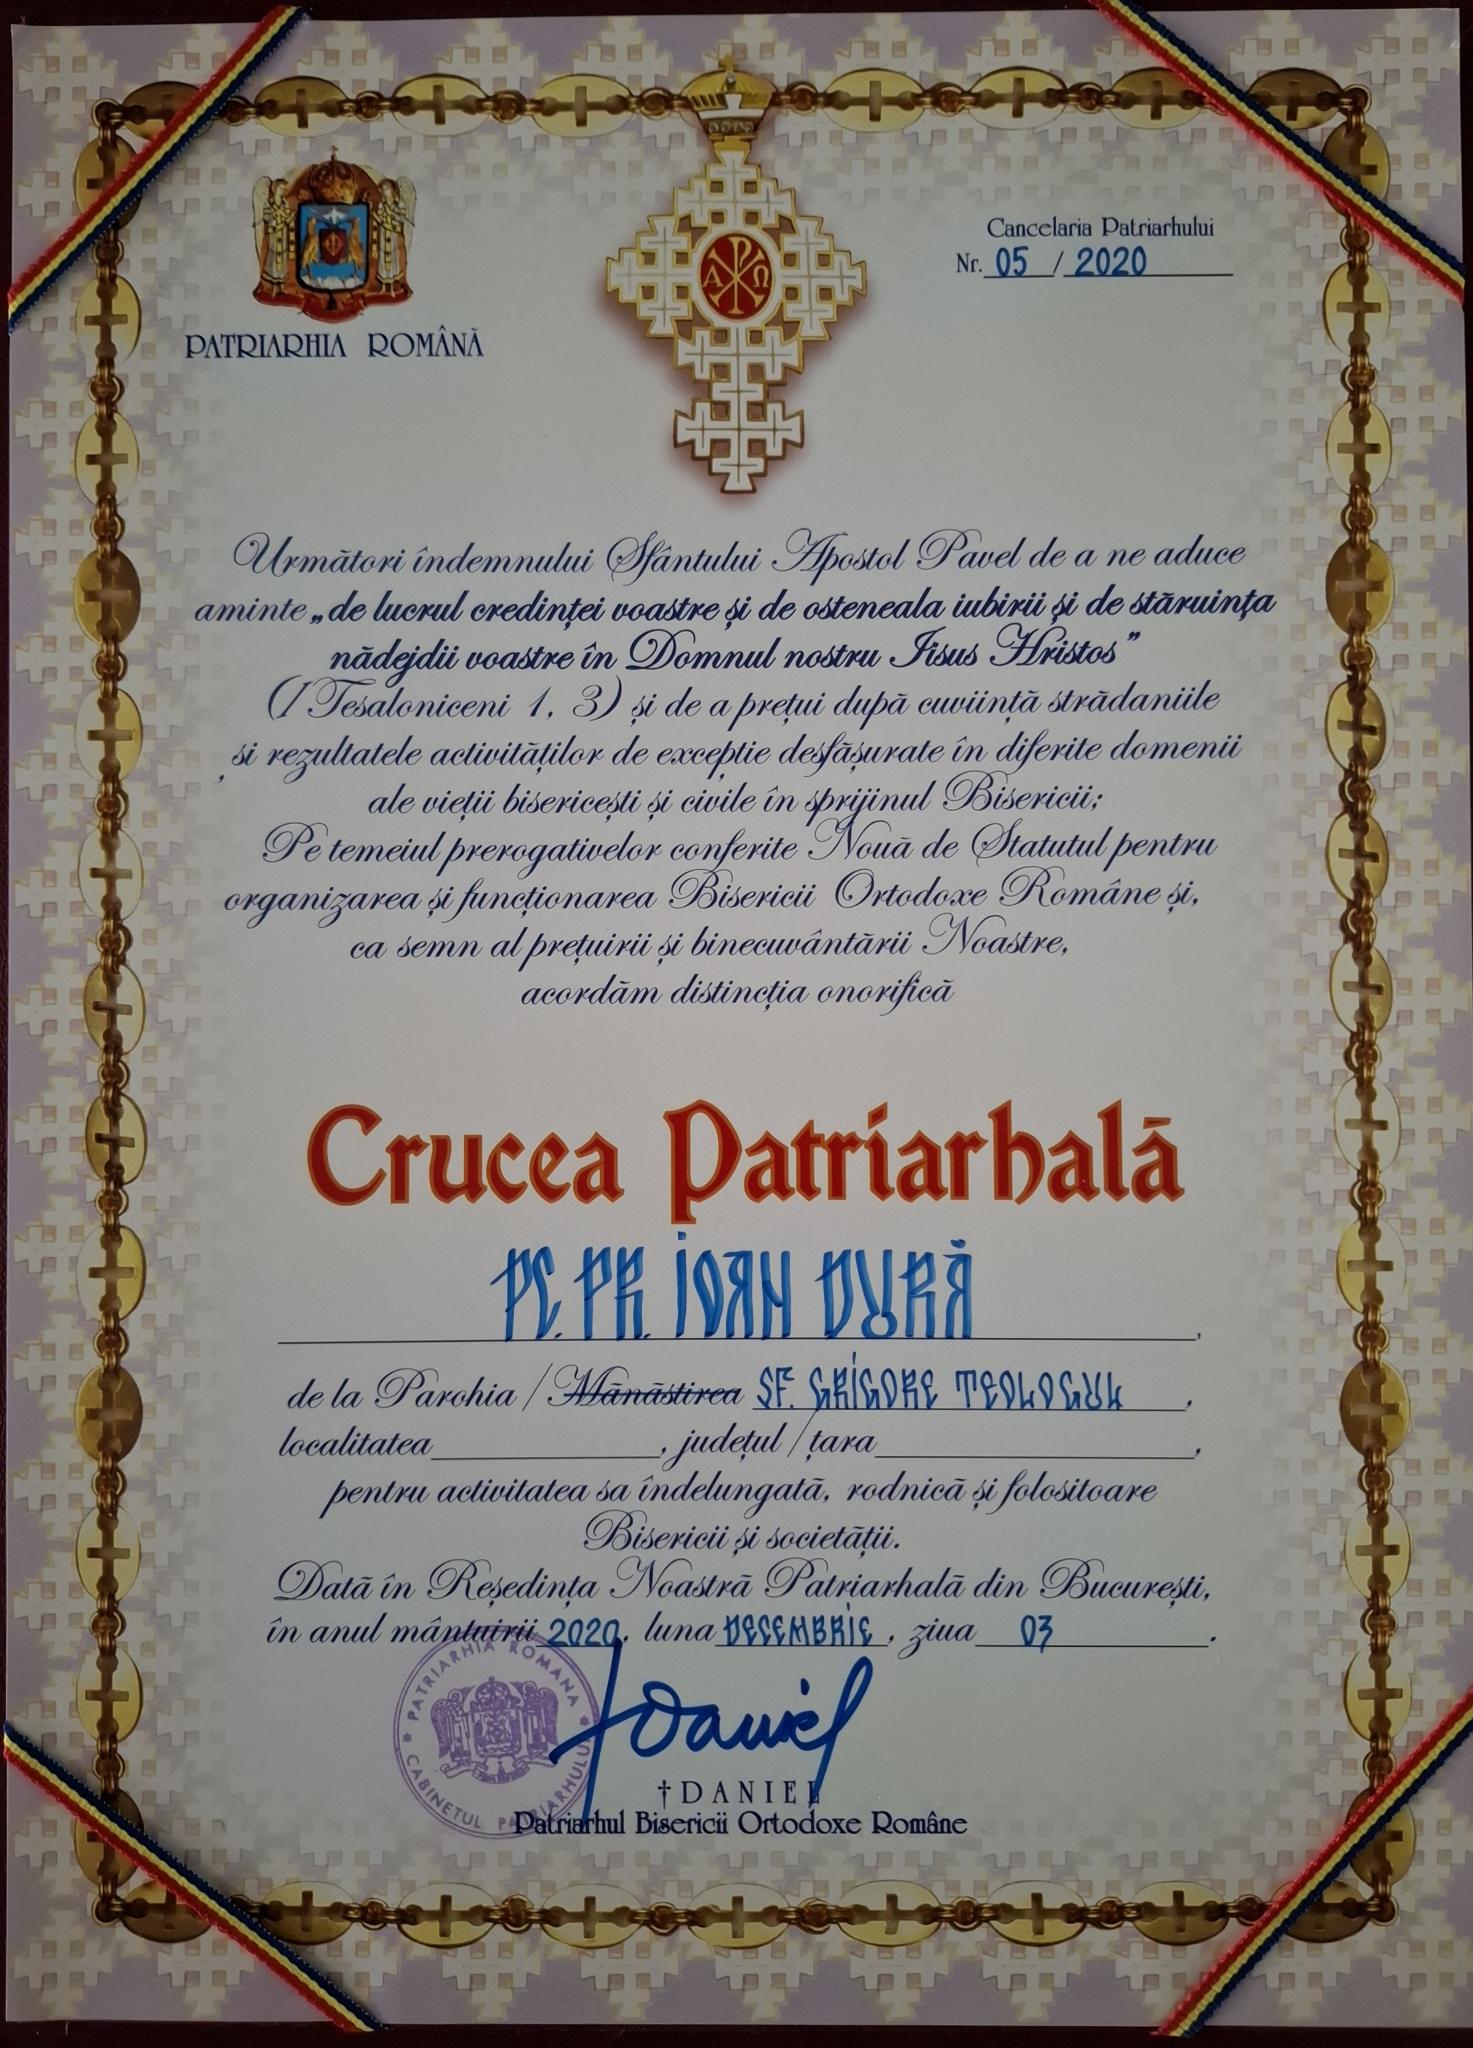 PATRIARHIA ROMÂNĂ
Cancelaria Patriarhului
Nr. 05 / 2020
Α Ω
Următori îndemnului Sfântului Apostol Pavel de a ne aduce
aminte „de lucrul credinței voastre și de osteneala iubirii și de stăruința
nădejdii voastre în Domnul nostru Iisus Hristos”
(I Tesaloniceni 1, 3) și de a prețui după cuviință strădaniile
și rezultatele activităților de excepție desfășurate în diferite domenii
ale vieții bisericești și civile în sprijinul Bisericii;
Pe temeiul prerogativelor conferite Nouă de Statutul pentru
organizarea și funcționarea Bisericii Ortodoxe Române și,
ca semn al prețuirii și binecuvântării Noastre,
acordăm distincția onorifică
Crucea Patriarhală
PC. PR. IOAN DURĂ,
de la Parohia / Mănăstirea SF. GRIGORE TEOLOGUL,
localitatea , județul / țara ,
pentru activitatea sa îndelungată, rodnică și folositoare
Bisericii și societății.
Dată în Reședința Noastră Patriarhală din București,
în anul mântuirii 2020, luna DECEMBRIE, ziua 03.
PATRIARHIA ROMANA * CABINETUL PATRIARHULUI *
†Daniel
†DANIEL
Patriarhul Bisericii Ortodoxe Române